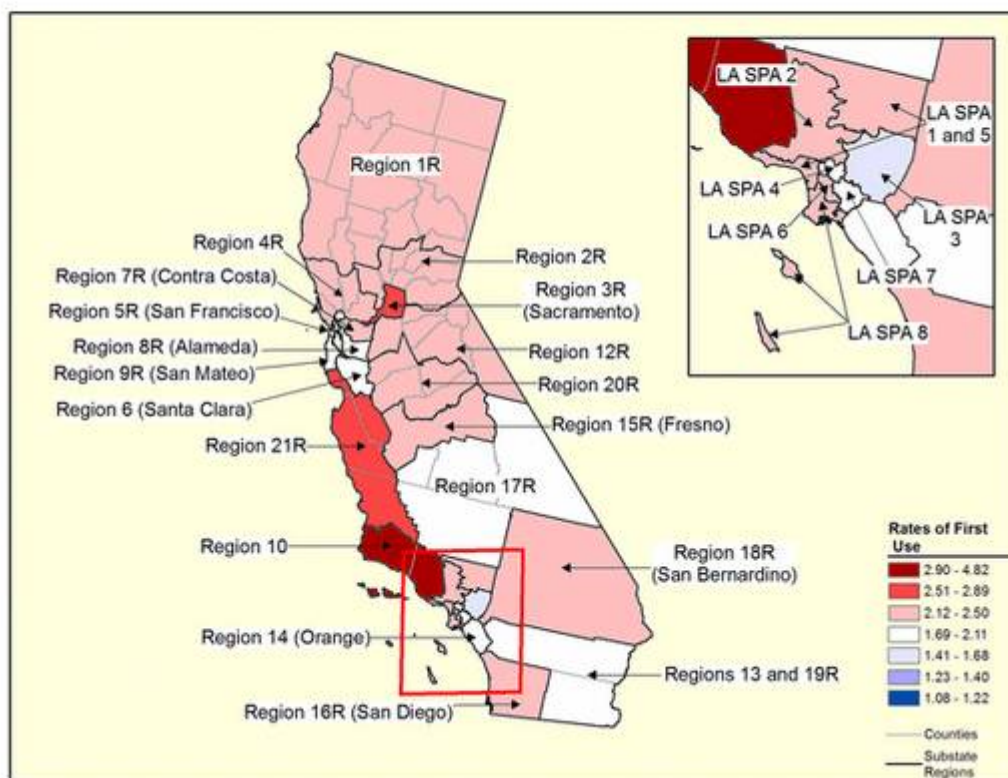 Region 1R
Region 4R
Region 2R
Region 7R (Contra Costa)
Region 3R
(Sacramento)
Region 5R (San Francisco)
Region 8R (Alameda)
Region 12R
Region 9R (San Mateo)
Region 20R
Region 6 (Santa Clara)
Region 15R (Fresno)
Region 21R
Region 17R
Region 10
Region 18R
(San Bernardino)
Region 14 (Orange)
Regions 13 and 19R
Region 16R (San Diego)
LA SPA 2
LA SPA
1 and 5
LA SPA 4
LA SPA 6
LA SPA
3
LA SPA 7
LA SPA 8
Rates of First
Use
2.90 - 4.82
2.51 - 2.89
2.12 - 2.50
1.69 - 2.11
1.41 - 1.68
1.23 - 1.40
1.08 - 1.22
Counties
Substate
Regions